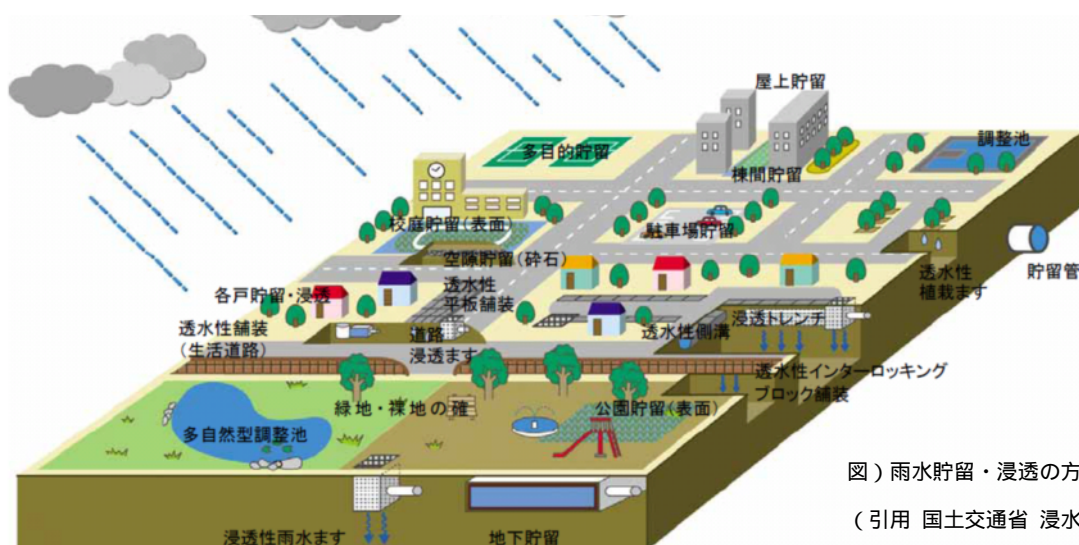 屋上貯留
多目的貯留
調整池
棟間貯留
校庭貯留(表面)
駐車場貯留
空隙貯留(砕石)
透水性
平板舗装
各戸貯留・浸透
透水性
植栽ます
貯留管
透水性舗装
(生活道路)
道路
浸透ます
透水性側溝
浸透トレンチ
透水性インターロッキング
ブロック舗装
緑地・裸地の確
公園貯留(表面)
多自然型調整池
浸透性雨水ます
地下貯留
図）雨水貯留・浸透の方
（引用 国土交通省 浸水